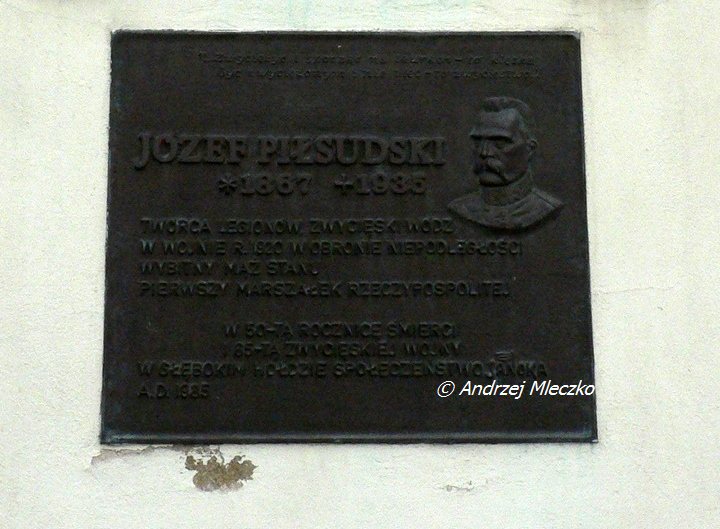 JÓZEF PIŁSUDSKI
*1867 +1935
TWÓRCA LEGIONÓW, ZWYCIĘSKI WÓDZ
W WOJNIE R. 1920 W OBRONIE NIEPODLEGŁOŚCI
WYBITNY MĄŻ STANU
PIERWSZY MARSZAŁEK RZECZYPOSPOLITEJ
W 50-TĄ ROCZNICĘ ŚMIERCI
I 65-TĄ ZWYCIĘSKIEJ WOJNY
W GŁĘBOKIM HOŁDZIE SPOŁECZEŃSTWO
A.D. 1985
© Andrzej Mleczko